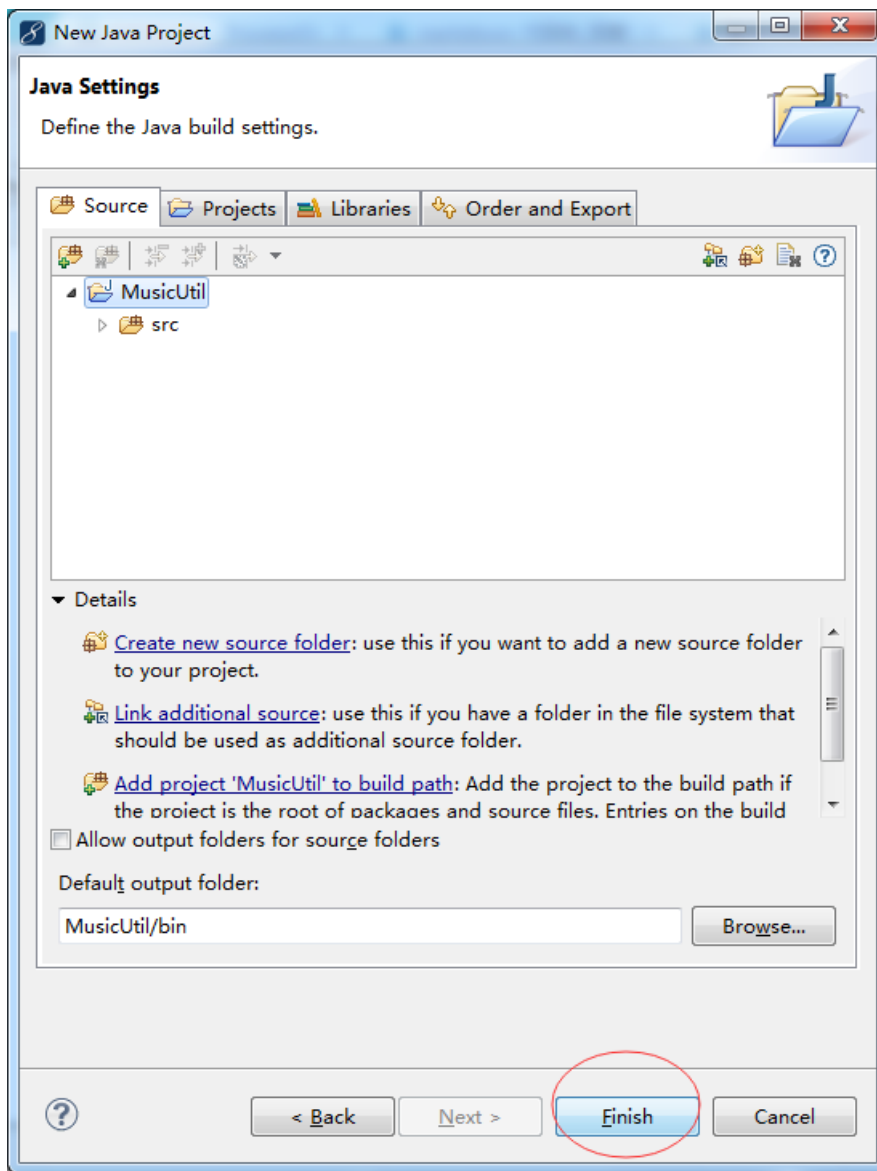 New Java Project
Java Settings
Define the Java build settings.
Source Projects Libraries Order and Export
MusicUtil
src
Details
Create new source folder: use this if you want to add a new source folder
to your project.
Link additional source: use this if you have a folder in the file system that
should be used as additional source folder.
Add project 'MusicUtil' to build path: Add the project to the build path if
the project is the root of packages and source files. Entries on the build
Allow output folders for source folders
Default output folder:
MusicUtil/bin Browse...
< Back Next > Finish Cancel